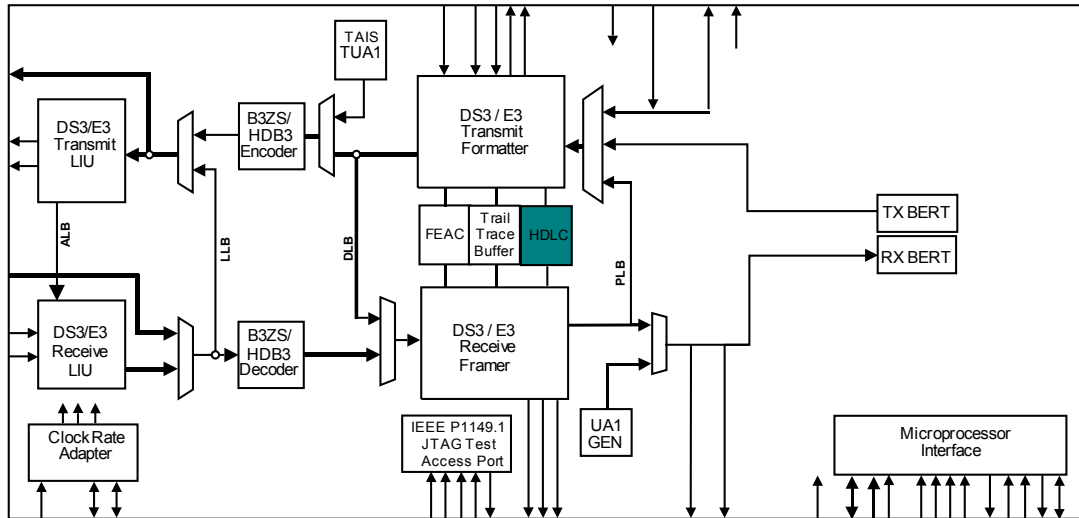 TAIS
TUA1
DS3/E3
Transmit
LIU
B3ZS/
HDB3
Encoder
DS3 / E3
Transmit
Formatter
FEAC
Trail
Trace
Buffer
HDLC
TX BERT
RX BERT
ALB
LLB
DLB
PLB
DS3/E3
Receive
LIU
B3ZS/
HDB3
Decoder
DS3 / E3
Receive
Framer
Clock Rate
Adapter
IEEE P1149.1
JTAG Test
Access Port
UA1
GEN
Microprocessor
Interface